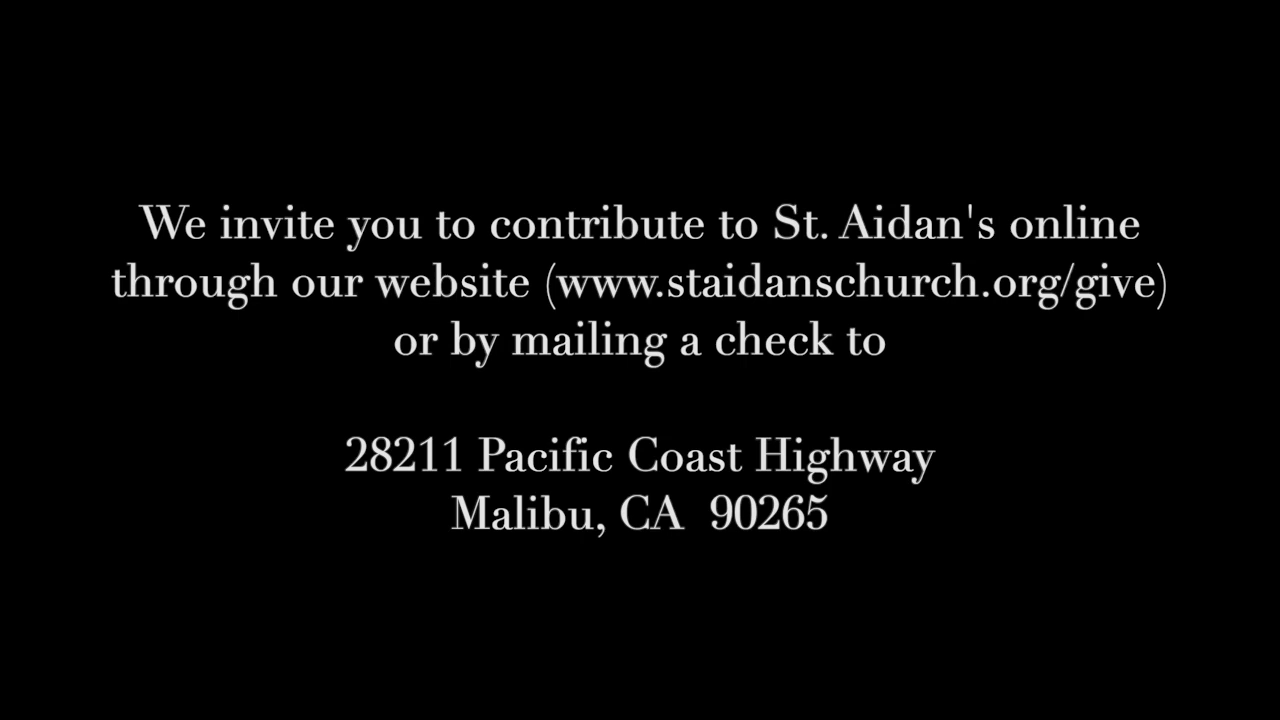 We invite you to contribute to St. Aidan's online
through our website (www.staidanschurch.org/give)
or by mailing a check to
28211 Pacific Coast Highway
Malibu, CA  90265